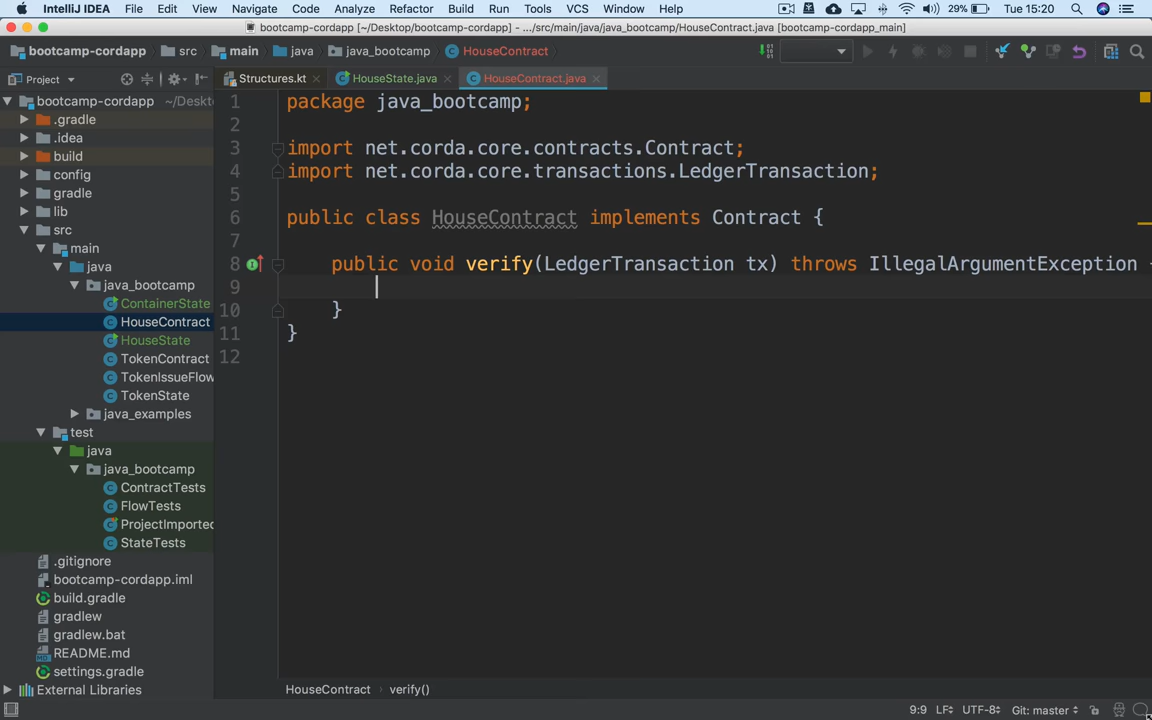 IntelliJ IDEA File Edit View Navigate Code Analyze Refactor Build Run Tools VCS Window Help 29% Tue 15:20
bootcamp-cordapp [~/Desktop/bootcamp-cordapp] - .../src/main/java/java_bootcamp/HouseContract.java [bootcamp-cordapp_main]
bootcamp-cordapp src main java java_bootcamp HouseContract
Project
Structures.kt HouseState.java HouseContract.java
bootcamp-cordapp ~/Deskto
.gradle
.idea
build
config
gradle
lib
src
main
java
java_bootcamp
ContainerState
HouseContract
HouseState
TokenContract
TokenIssueFlow
TokenState
java_examples
test
java
java_bootcamp
ContractTests
FlowTests
ProjectImported
StateTests
.gitignore
bootcamp-cordapp.iml
build.gradle
gradlew
gradlew.bat
README.md
settings.gradle
External Libraries
1 package java_bootcamp;
2
3 import net.corda.core.contracts.Contract;
4 import net.corda.core.transactions.LedgerTransaction;
5
6 public class HouseContract implements Contract {
7
8 public void verify(LedgerTransaction tx) throws IllegalArgumentException {
9
10 }
11 }
12
HouseContract verify()
9:9 LF UTF-8 Git: master